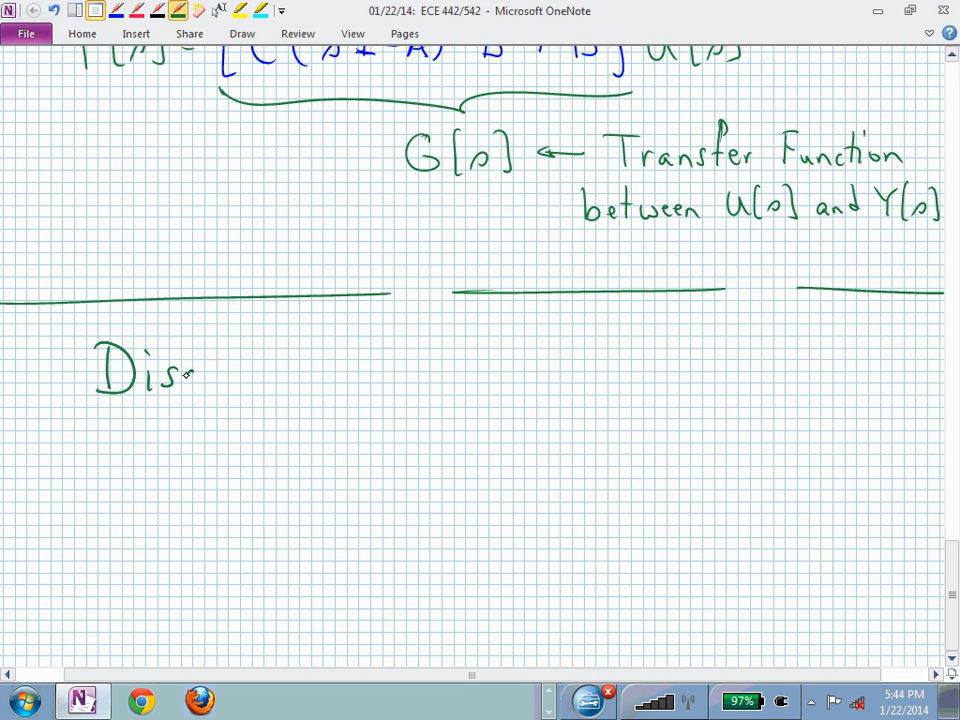 01/22/14: ECE 442/542 - Microsoft OneNote
File Home Insert Share Draw Review View Pages
G[s] ← Transfer Function
between U[s] and Y[s]
Dis
97%
5:44 PM
1/22/2014